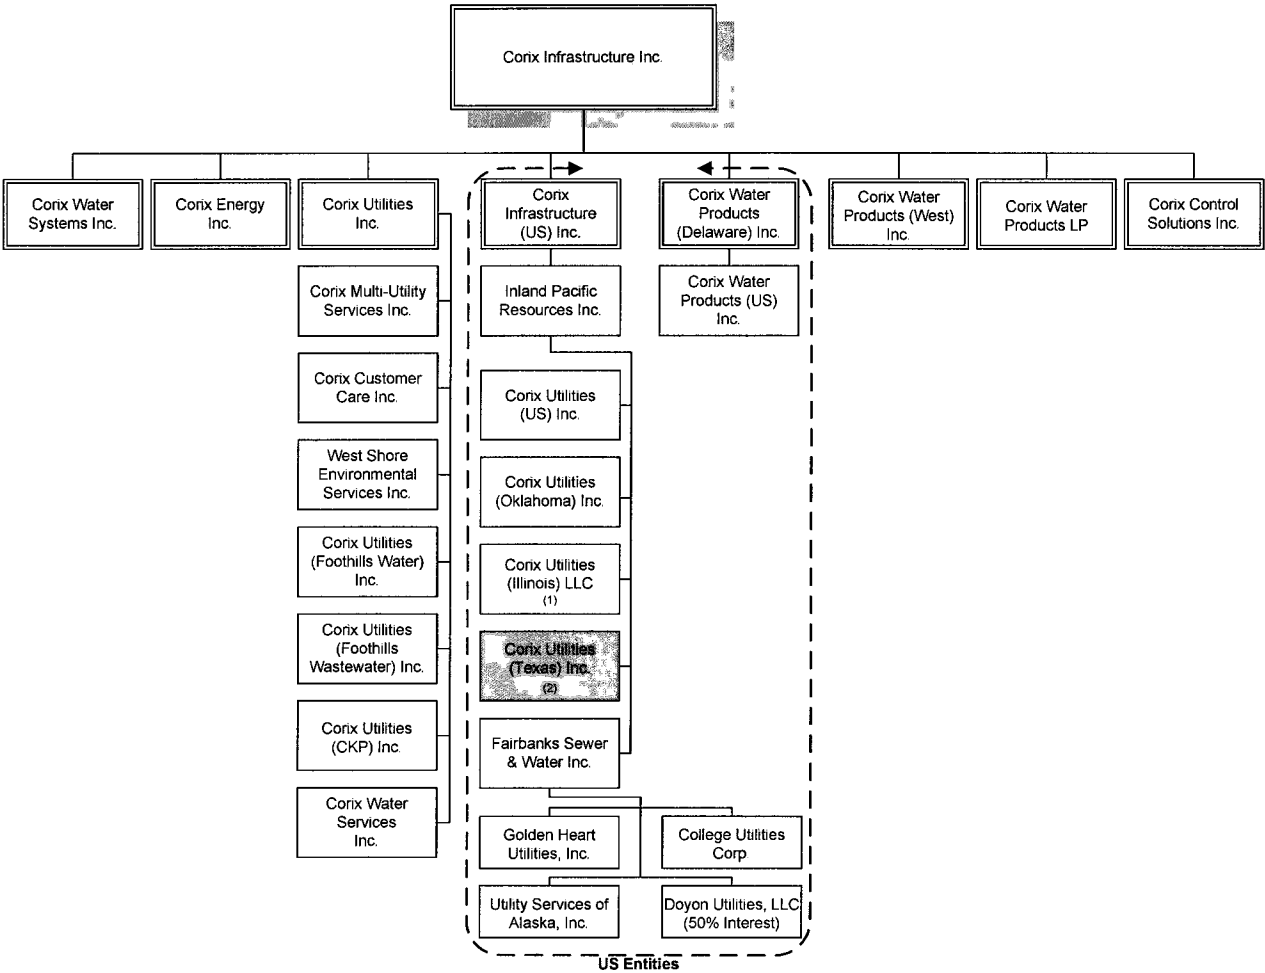 Corix Infrastructure Inc.
Corix Water
Systems Inc.
Corix Energy
Inc.
Corix Utilities
Inc.
Corix
Infrastructure
(US) Inc.
Corix Water
Products
(Delaware) Inc.
Corix Water
Products (West)
Inc.
Corix Water
Products LP
Corix Control
Solutions Inc.
Corix Multi-Utility
Services Inc.
Corix Customer
Care Inc.
West Shore
Environmental
Services Inc.
Corix Utilities
(Foothills Water)
Inc.
Corix Utilities
(Foothills
Wastewater) Inc.
Corix Utilities
(CKP) Inc.
Corix Water
Services
Inc.
Inland Pacific
Resources Inc.
Corix Water
Products (US)
Inc.
Corix Utilities
(US) Inc.
Corix Utilities
(Oklahoma) Inc.
Corix Utilities
(Illinois) LLC
(1)
Corix Utilities
(Texas) Inc.
(2)
Fairbanks Sewer
& Water Inc.
Golden Heart
Utilities, Inc.
College Utilities
Corp
Utility Services of
Alaska, Inc.
Doyon Utilities, LLC
(50% Interest)
US Entities